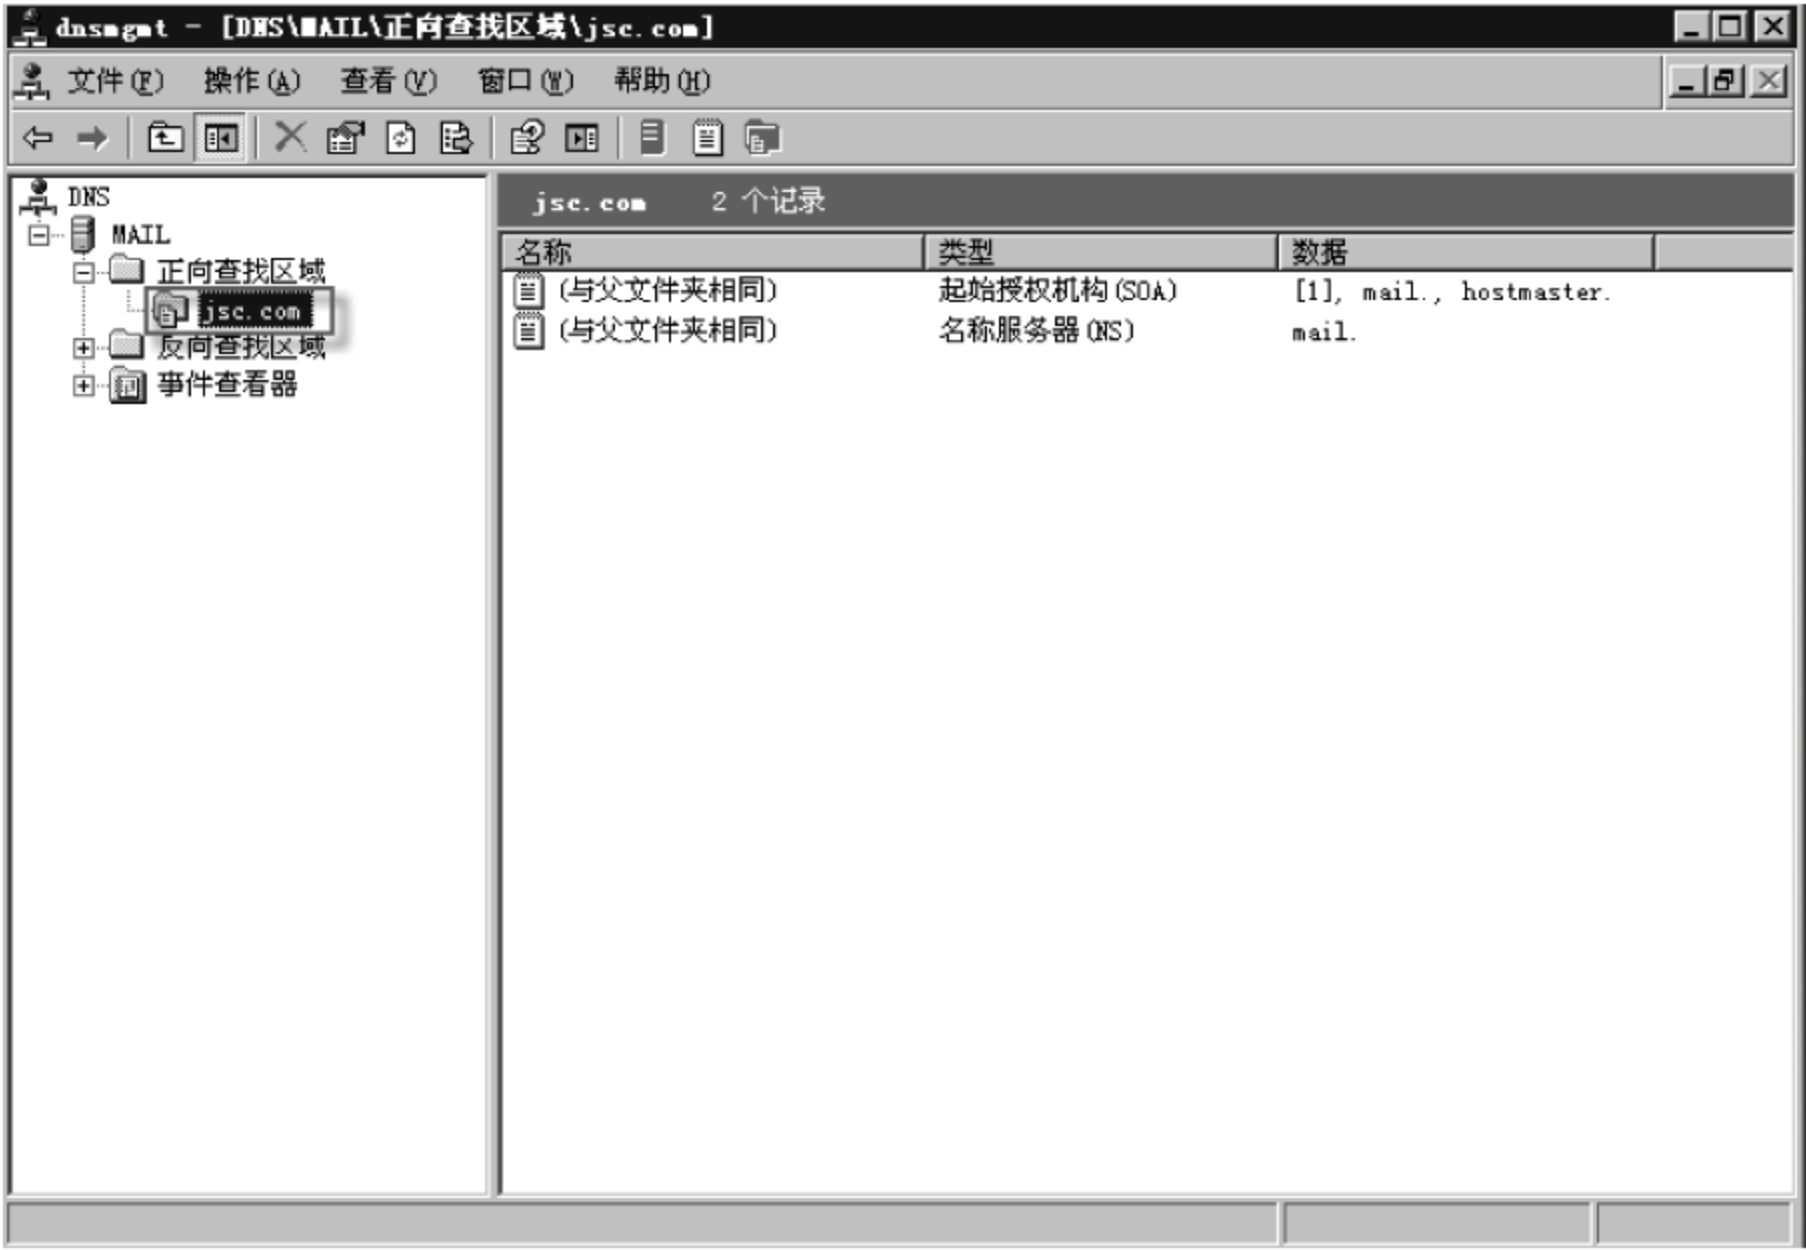 dnsmgmt - [DNS\MAIL\正向查找区域\jsc.com]
文件(F) 操作(A) 查看(V) 窗口(W) 帮助(H)
DNS
MAIL
正向查找区域
jsc.com
反向查找区域
事件查看器
jsc.com 2 个记录
名称 类型 数据
(与父文件夹相同) 起始授权机构(SOA) [1], mail., hostmaster.
(与父文件夹相同) 名称服务器(NS) mail.